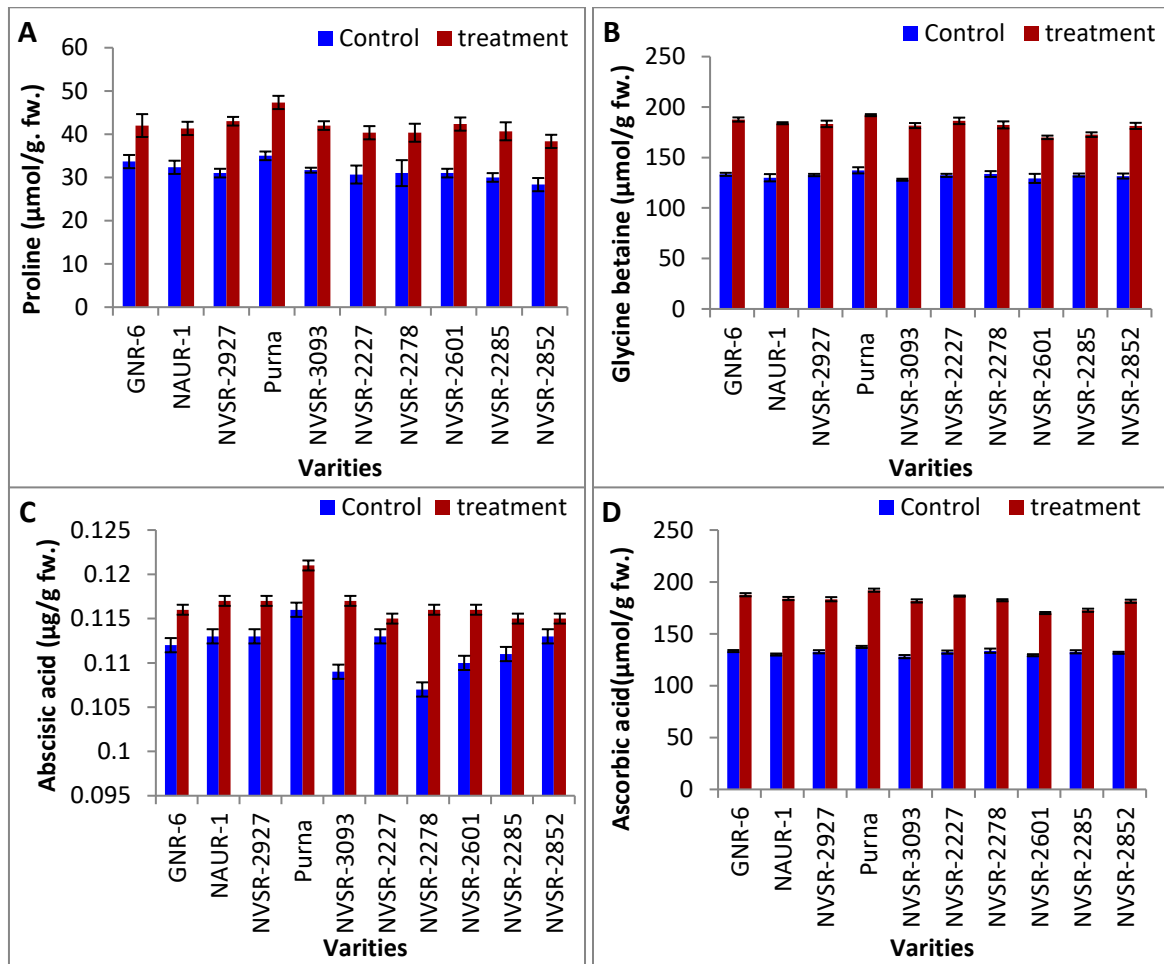 A
Control treatment
Proline (µmol/g. fw.)
60
50
40
30
20
10
0
GNR-6
NAUR-1
NVSR-2927
Purna
NVSR-3093
NVSR-2227
NVSR-2278
NVSR-2601
NVSR-2285
NVSR-2852
Varities
B
Control treatment
Glycine betaine (µmol/g fw.)
250
200
150
100
50
0
GNR-6
NAUR-1
NVSR-2927
Purna
NVSR-3093
NVSR-2227
NVSR-2278
NVSR-2601
NVSR-2285
NVSR-2852
Varities
C
Control treatment
Abscisic acid (µg/g fw.)
0.125
0.12
0.115
0.11
0.105
0.1
0.095
GNR-6
NAUR-1
NVSR-2927
Purna
NVSR-3093
NVSR-2227
NVSR-2278
NVSR-2601
NVSR-2285
NVSR-2852
Varities
D
Control treatment
Ascorbic acid(µmol/g fw.)
250
200
150
100
50
0
GNR-6
NAUR-1
NVSR-2927
Purna
NVSR-3093
NVSR-2227
NVSR-2278
NVSR-2601
NVSR-2285
NVSR-2852
Varities